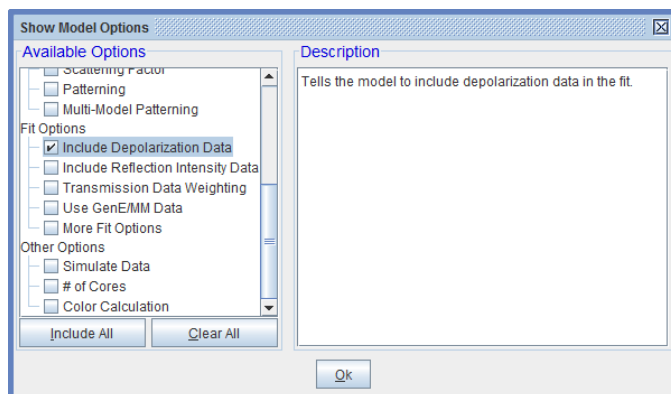 Show Model Options
Available Options
Scattering Factor
Patterning
Multi-Model Patterning
Fit Options
Include Depolarization Data
Include Reflection Intensity Data
Transmission Data Weighting
Use GenE/MM Data
More Fit Options
Other Options
Simulate Data
# of Cores
Color Calculation
Include All
Clear All
Description
Tells the model to include depolarization data in the fit.
Ok